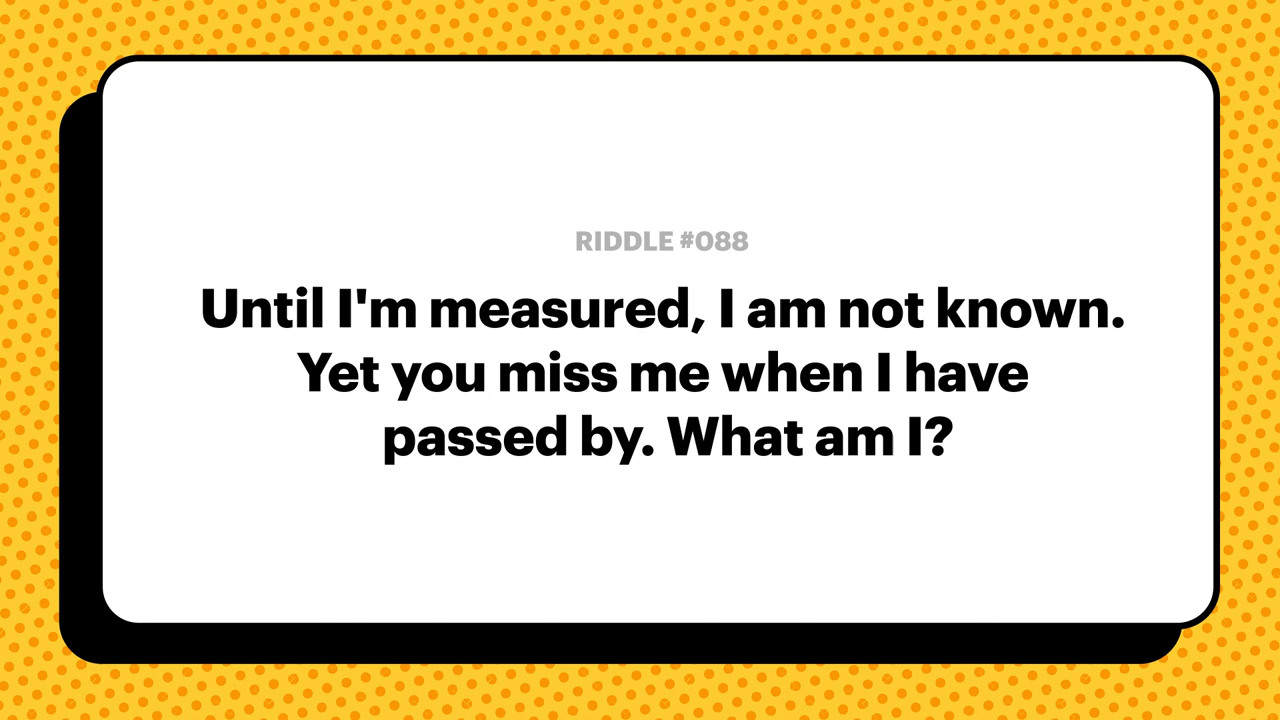 RIDDLE #088
Until I'm measured, I am not known.
Yet you miss me when I have
passed by. What am I?